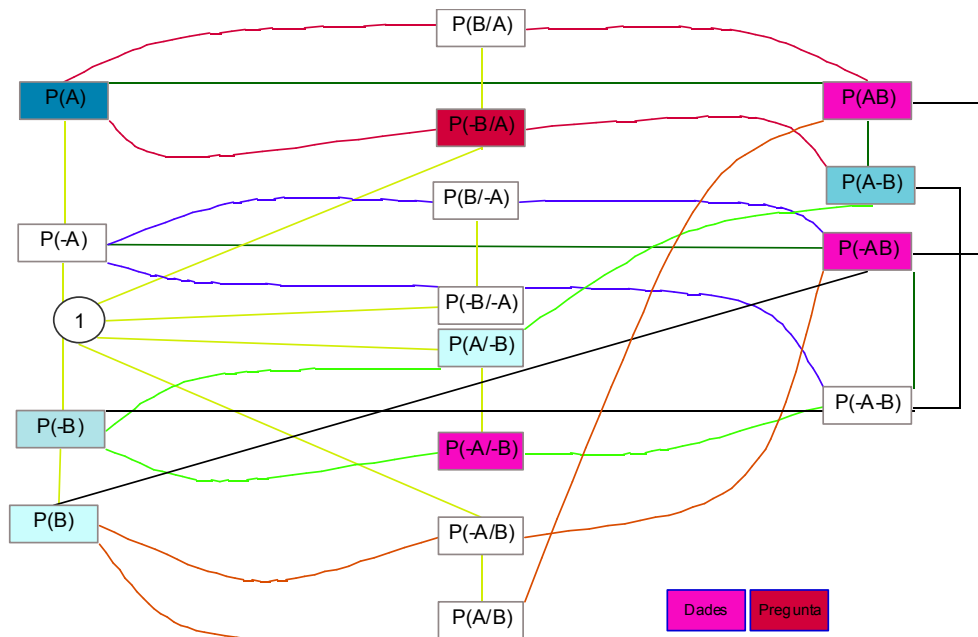 P(B/A)
P(A)
P(AB)
P(-B/A)
P(A-B)
P(B/-A)
P(-A)
P(-AB)
P(-B/-A)
1
P(A/-B)
P(-A-B)
P(-B)
P(-A/-B)
P(B)
P(-A/B)
P(A/B)
Dades
Pregunta